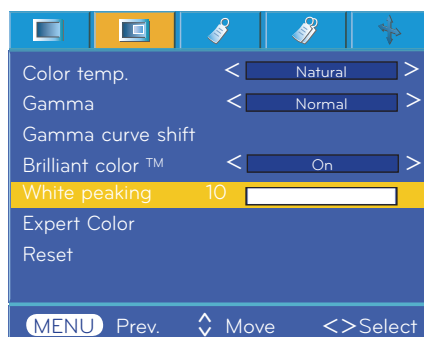 Color temp. < Natural >
Gamma < Normal >
Gamma curve shift
Brilliant color ™ < On >
White peaking 10
Expert Color
Reset
MENU Prev. Move <>Select